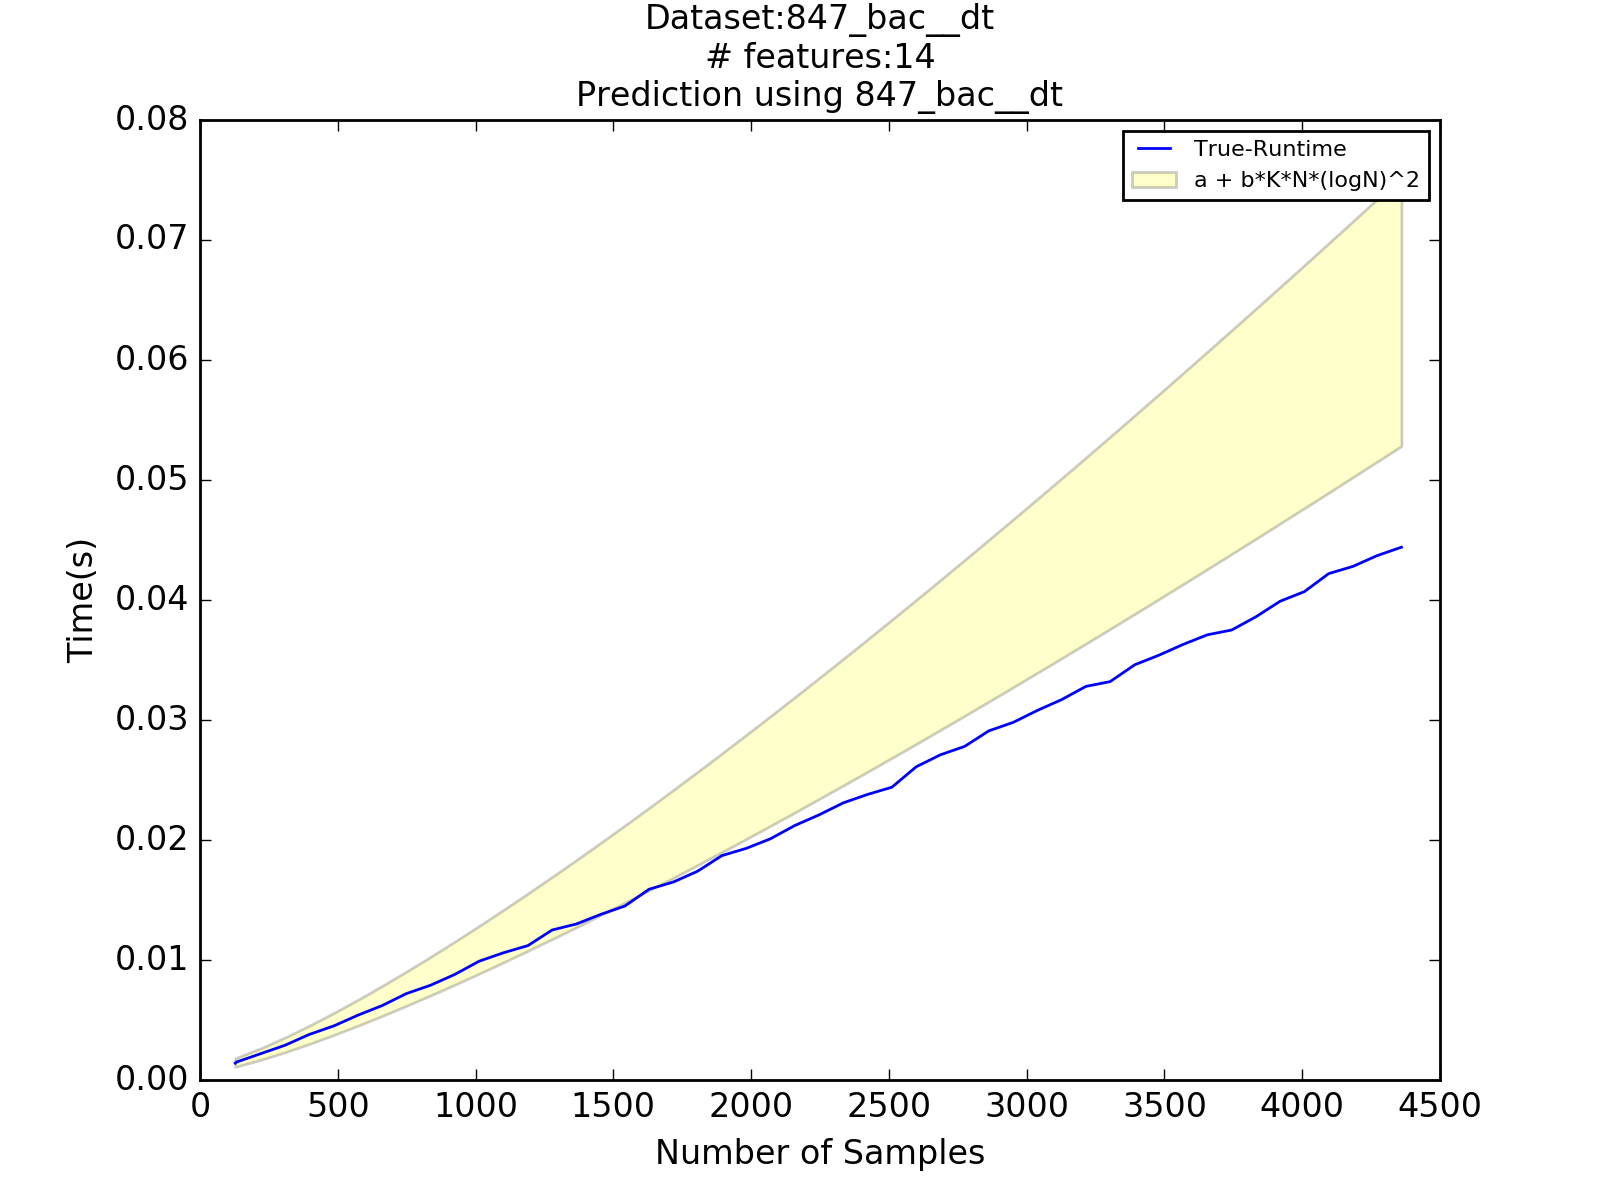 Dataset:847_bac__dt
# features:14
Prediction using 847_bac__dt
0.08
0.07
0.06
0.05
0.04
0.03
0.02
0.01
0.00
Time(s)
True-Runtime
a + b*K*N*(logN)^2
0 500 1000 1500 2000 2500 3000 3500 4000 4500
Number of Samples